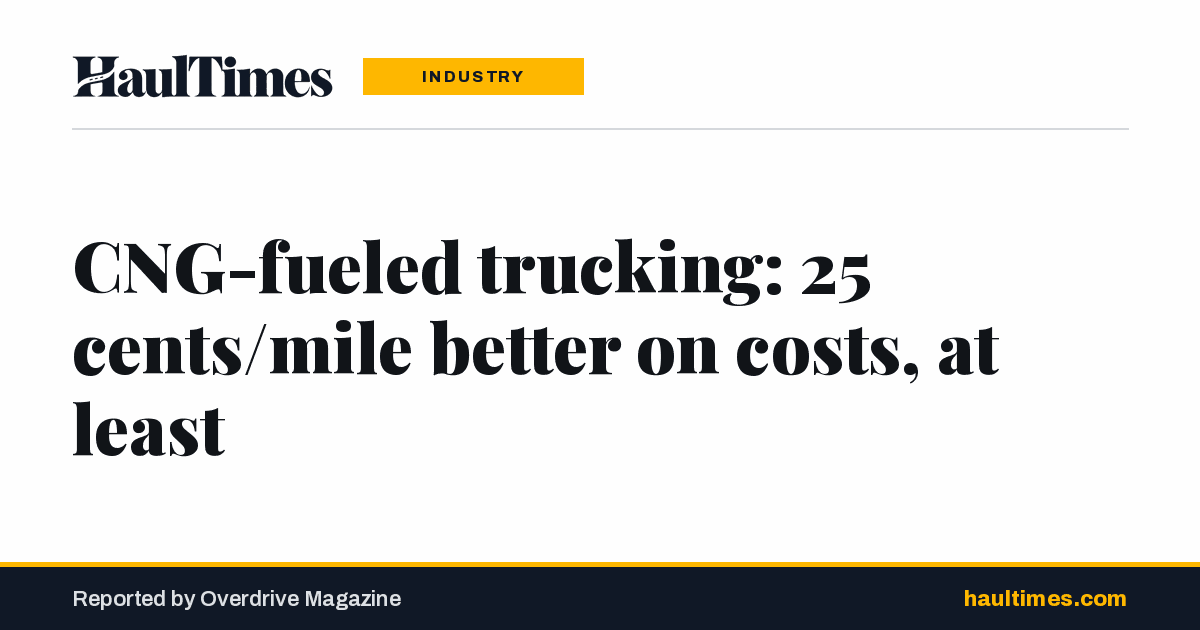 HaulTimes
INDUSTRY
CNG-fueled trucking: 25
cents/mile better on costs, at
least
Reported by Overdrive Magazine
haultimes.com